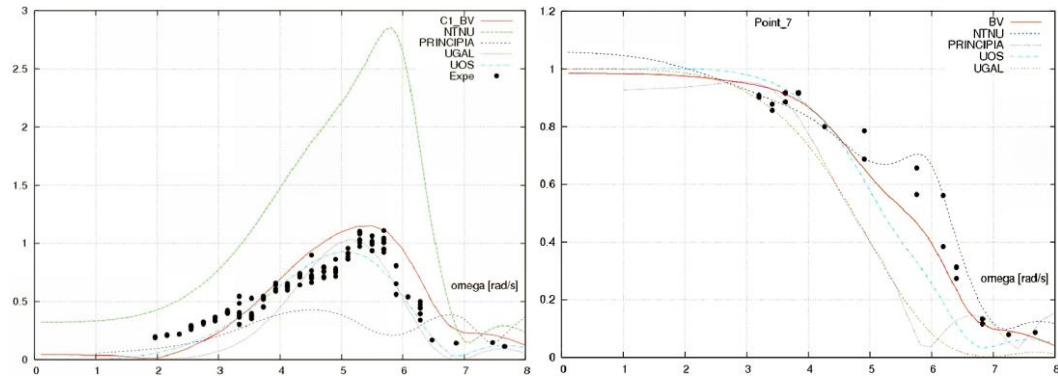 3
2.5
2
1.5
1
0.5
0
0 1 2 3 4 5 6 7 8
C1_BV
NTNU
PRINCIPIA
UGAL
UOS
Expe
omega [rad/s]
1.2
1
0.8
0.6
0.4
0.2
0
0 1 2 3 4 5 6 7 8
Point_7
BV
NTNU
PRINCIPIA
UOS
UGAL
omega [rad/s]